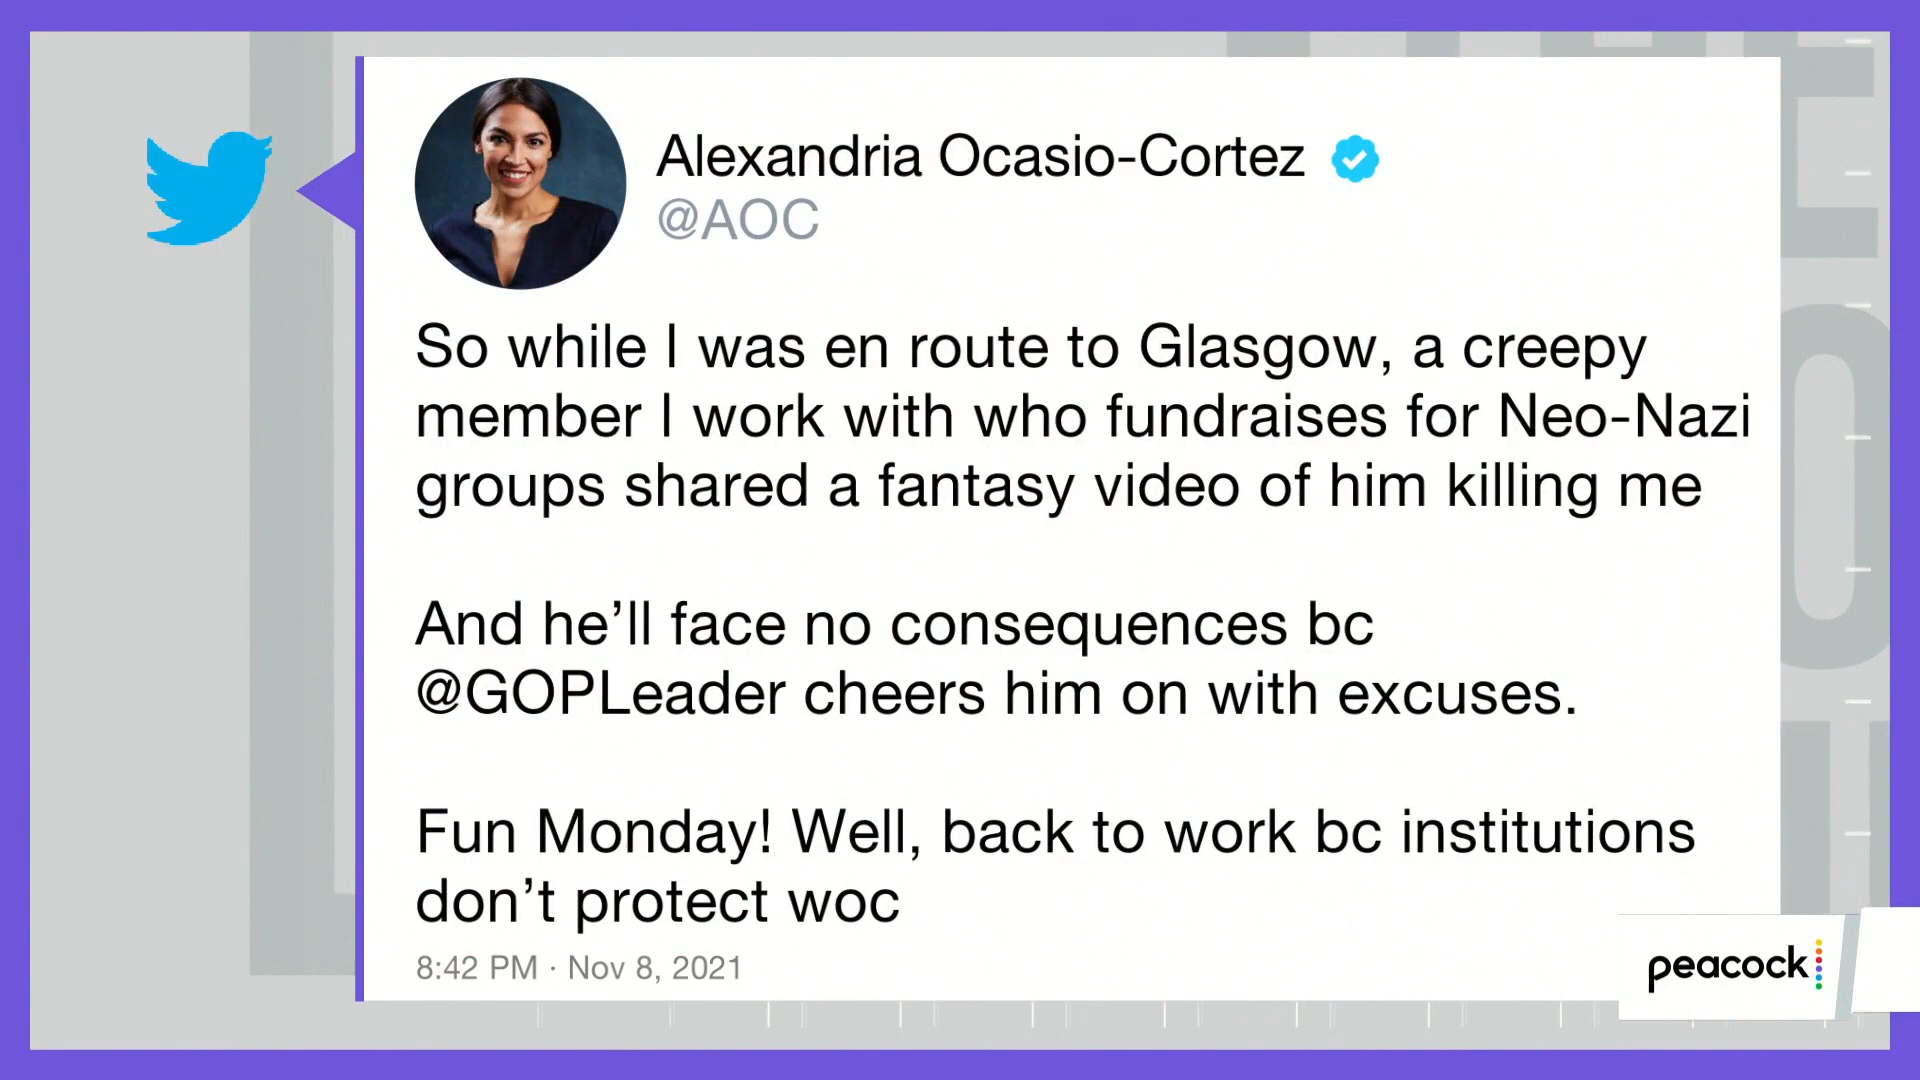 Alexandria Ocasio-Cortez
@AOC
So while I was en route to Glasgow, a creepy
member I work with who fundraises for Neo-Nazi
groups shared a fantasy video of him killing me
And he’ll face no consequences bc
@GOPLeader cheers him on with excuses.
Fun Monday! Well, back to work bc institutions
don’t protect woc
8:42 PM · Nov 8, 2021
peacock